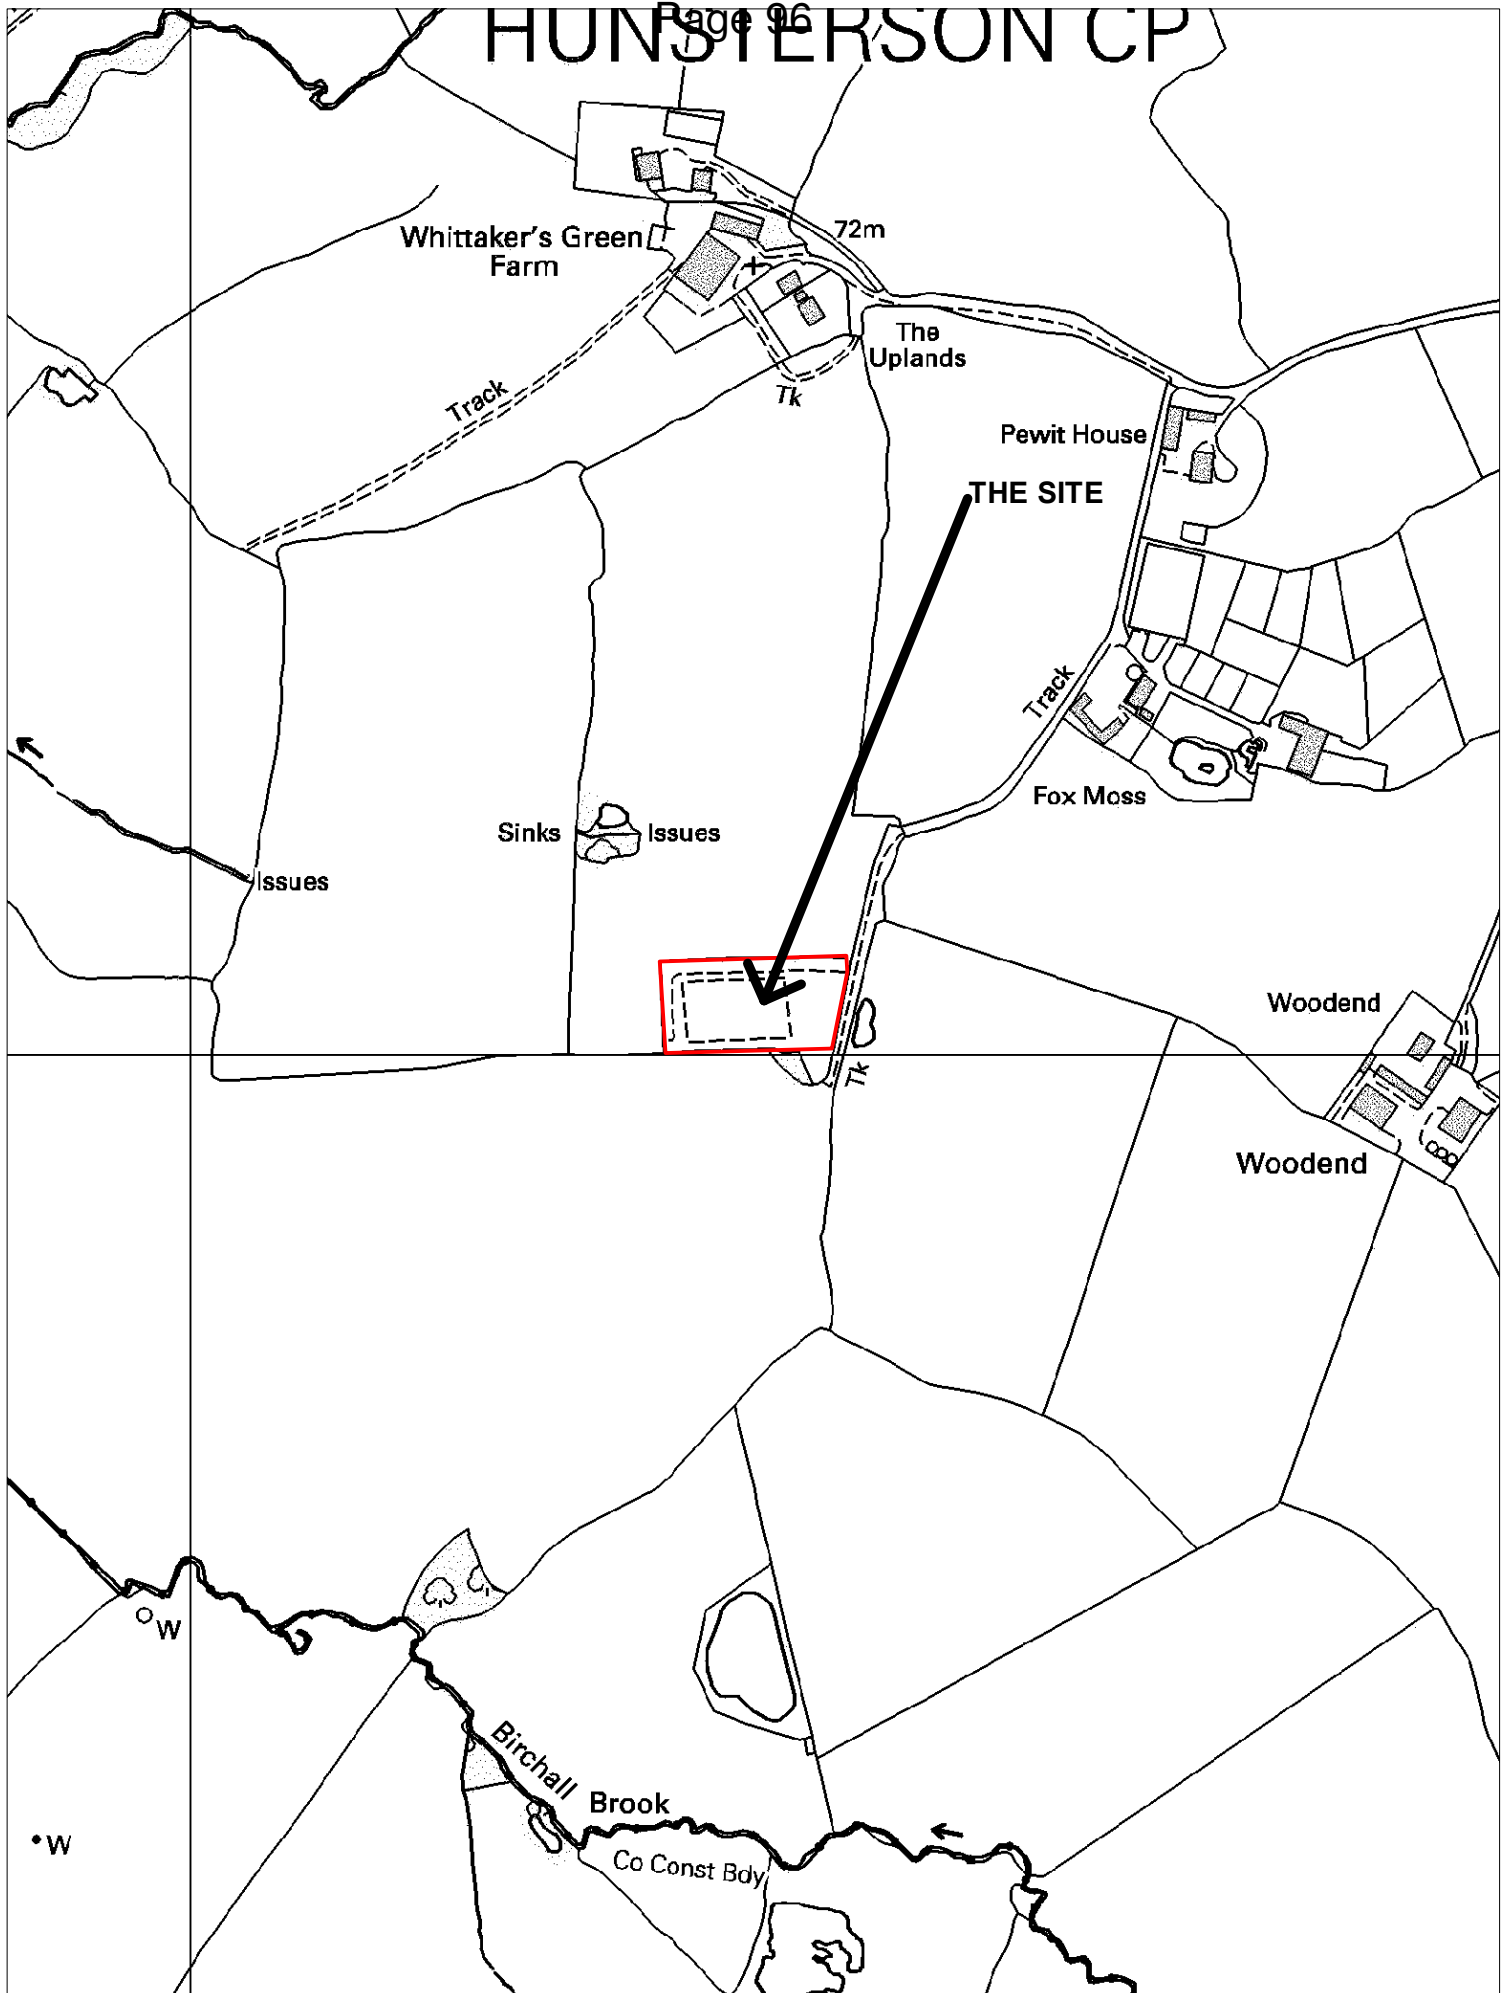 Page 96
HUNSTERSON CP
72m
Whittaker's Green
Farm
The
Uplands
Track
Tk
Pewit House
THE SITE
Track
Fox Moss
Sinks
Issues
Issues
Woodend
Tk
Woodend
W
Birchall
Brook
W
Co Const Bdy